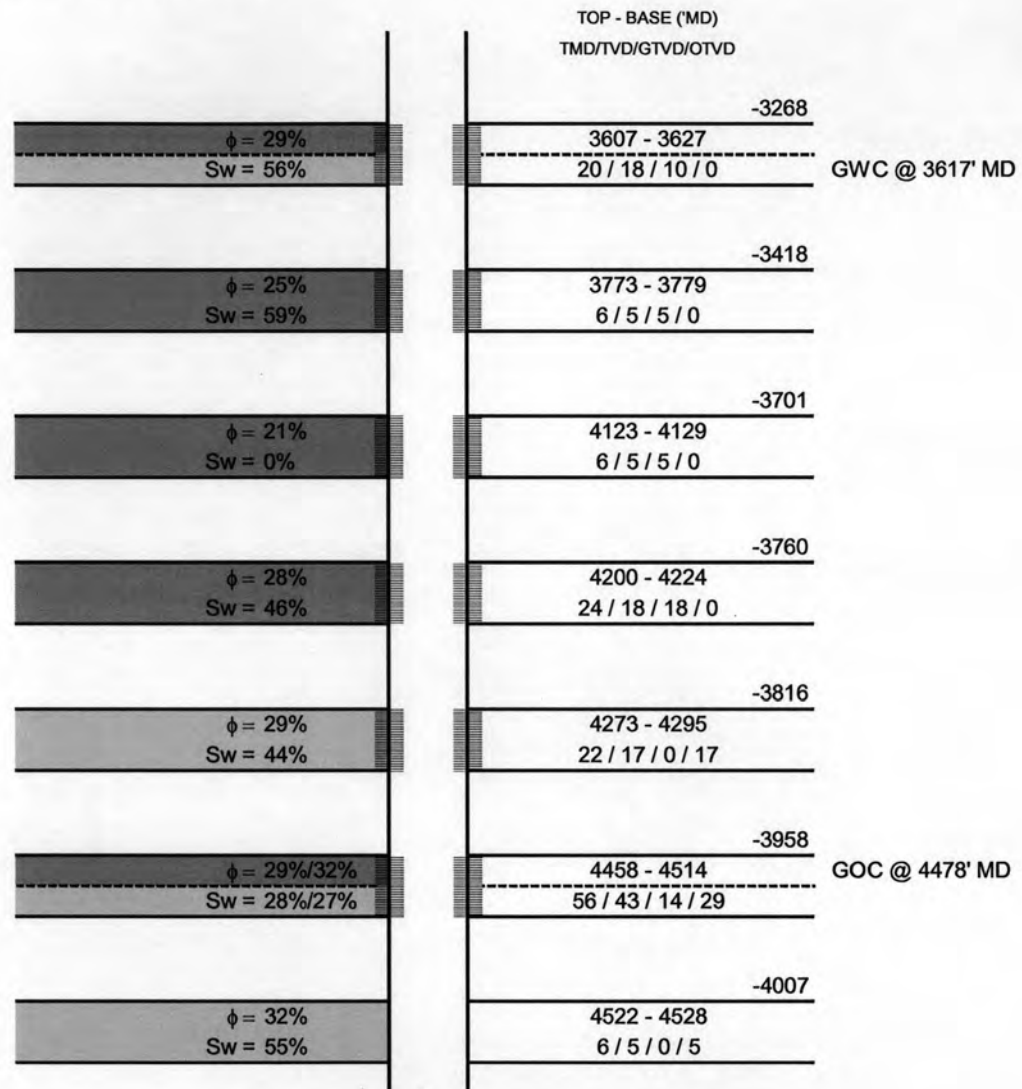 TOP - BASE ('MD)
TMD/TVD/GTVD/OTVD
-3268
ϕ = 29%
3607 - 3627
Sw = 56%
20 / 18 / 10 / 0
GWC @ 3617' MD
-3418
ϕ = 25%
3773 - 3779
Sw = 59%
6 / 5 / 5 / 0
-3701
ϕ = 21%
4123 - 4129
Sw = 0%
6 / 5 / 5 / 0
-3760
ϕ = 28%
4200 - 4224
Sw = 46%
24 / 18 / 18 / 0
-3816
ϕ = 29%
4273 - 4295
Sw = 44%
22 / 17 / 0 / 17
-3958
ϕ = 29%/32%
4458 - 4514
GOC @ 4478' MD
Sw = 28%/27%
56 / 43 / 14 / 29
-4007
ϕ = 32%
4522 - 4528
Sw = 55%
6 / 5 / 0 / 5